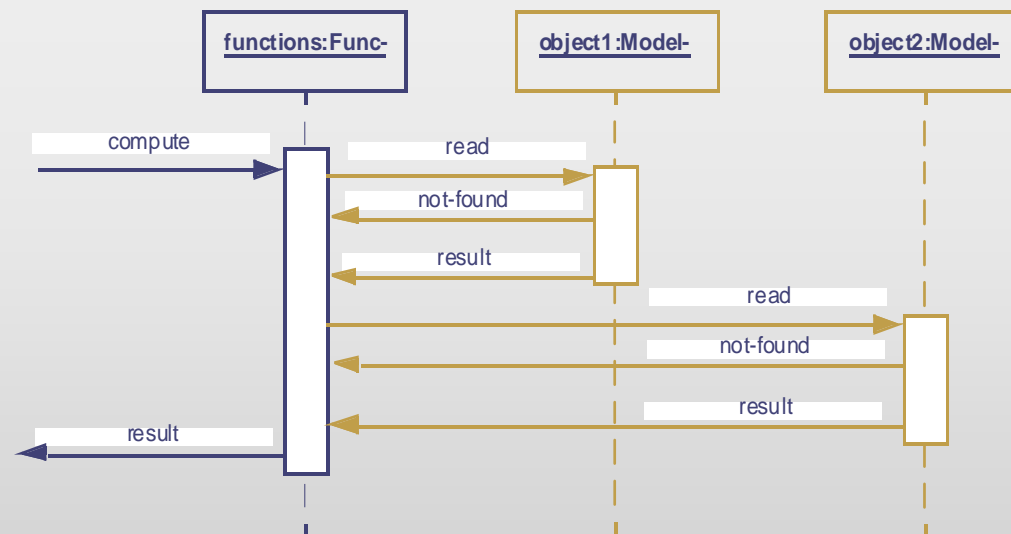 functions:Func-
object1:Model-
object2:Model-
compute
read
not-found
result
read
not-found
result
result